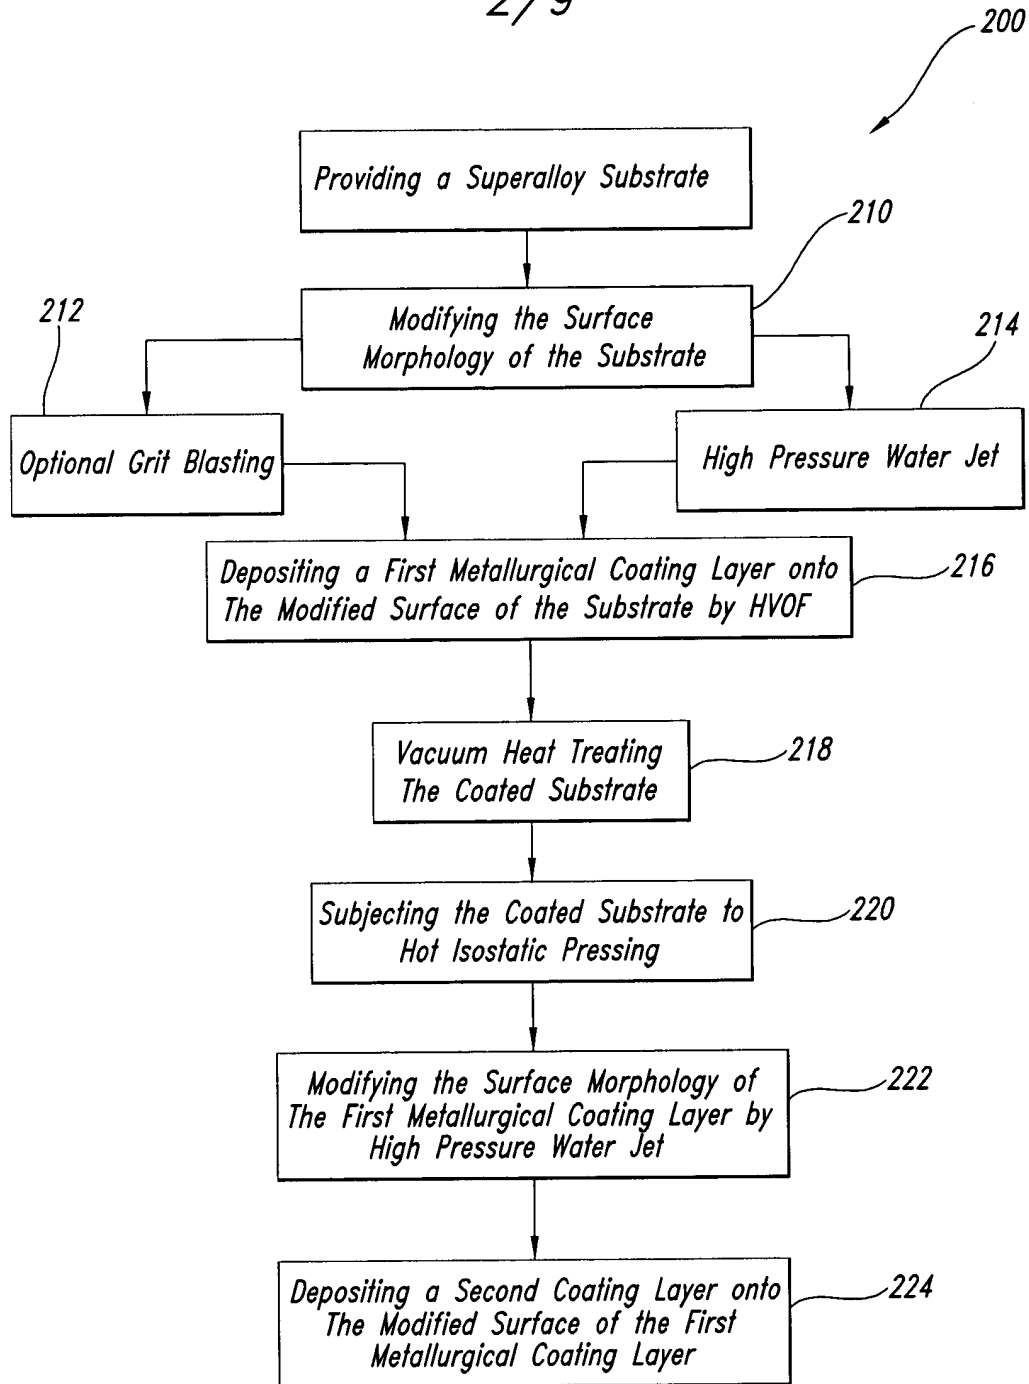 2/9
200
Providing a Superalloy Substrate
210
Modifying the Surface
Morphology of the Substrate
212
214
Optional Grit Blasting
High Pressure Water Jet
Depositing a First Metallurgical Coating Layer onto
The Modified Surface of the Substrate by HVOF
216
Vacuum Heat Treating
The Coated Substrate
218
Subjecting the Coated Substrate to
Hot Isostatic Pressing
220
Modifying the Surface Morphology of
The First Metallurgical Coating Layer by
High Pressure Water Jet
222
Depositing a Second Coating Layer onto
The Modified Surface of the First
Metallurgical Coating Layer
224